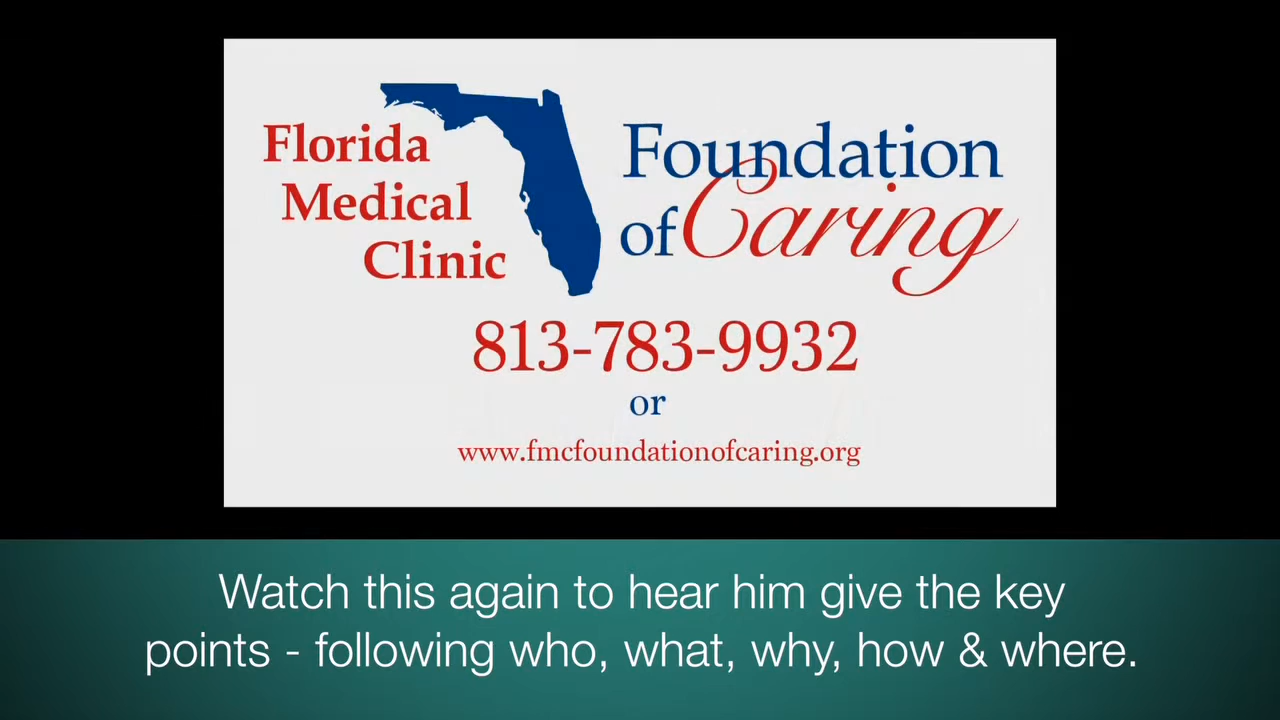 Florida
Medical
Clinic
Foundation
of Caring
813-783-9932
or
www.fmcfoundationofcaring.org
Watch this again to hear him give the key
points - following who, what, why, how & where.